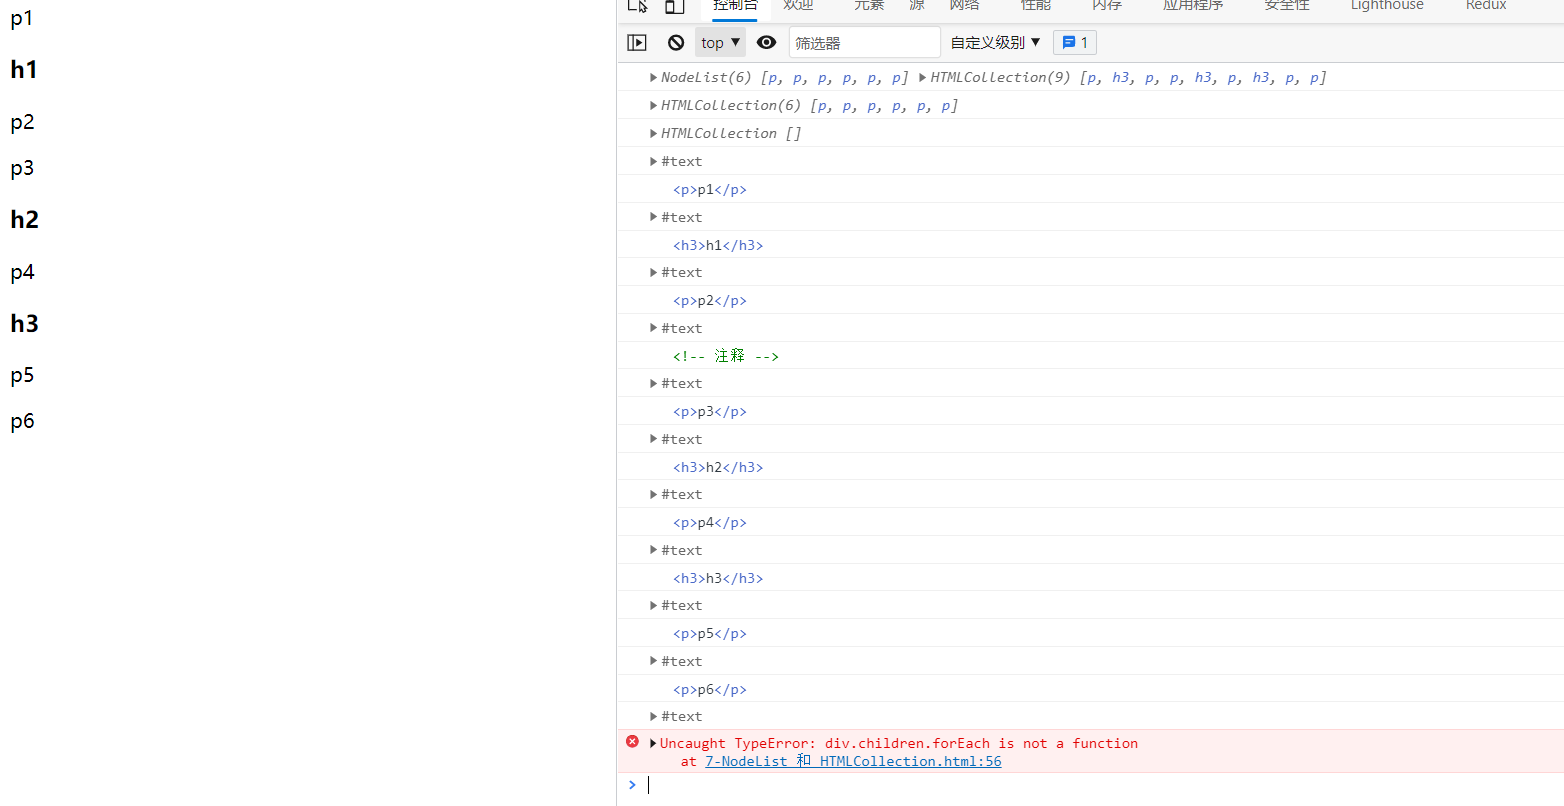 p1
h1
p2
p3
h2
p4
h3
p5
p6
控制台 欢迎 元素 源 网络 性能 内存 应用程序 安全性 Lighthouse Redux
top ▼ 筛选器 自定义级别 ▼ 1
NodeList(6) [p, p, p, p, p, p] HTMLCollection(9) [p, h3, p, p, h3, p, h3, p, p]
HTMLCollection(6) [p, p, p, p, p, p]
HTMLCollection []
#text
<p>p1</p>
#text
<h3>h1</h3>
#text
<p>p2</p>
#text
<!-- 注释 -->
#text
<p>p3</p>
#text
<h3>h2</h3>
#text
<p>p4</p>
#text
<h3>h3</h3>
#text
<p>p5</p>
#text
<p>p6</p>
#text
Uncaught TypeError: div.children.forEach is not a function
at 7-NodeList 和 HTMLCollection.html:56
>